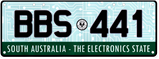 BBS 441
SOUTH AUSTRALIA - THE ELECTRONICS STATE